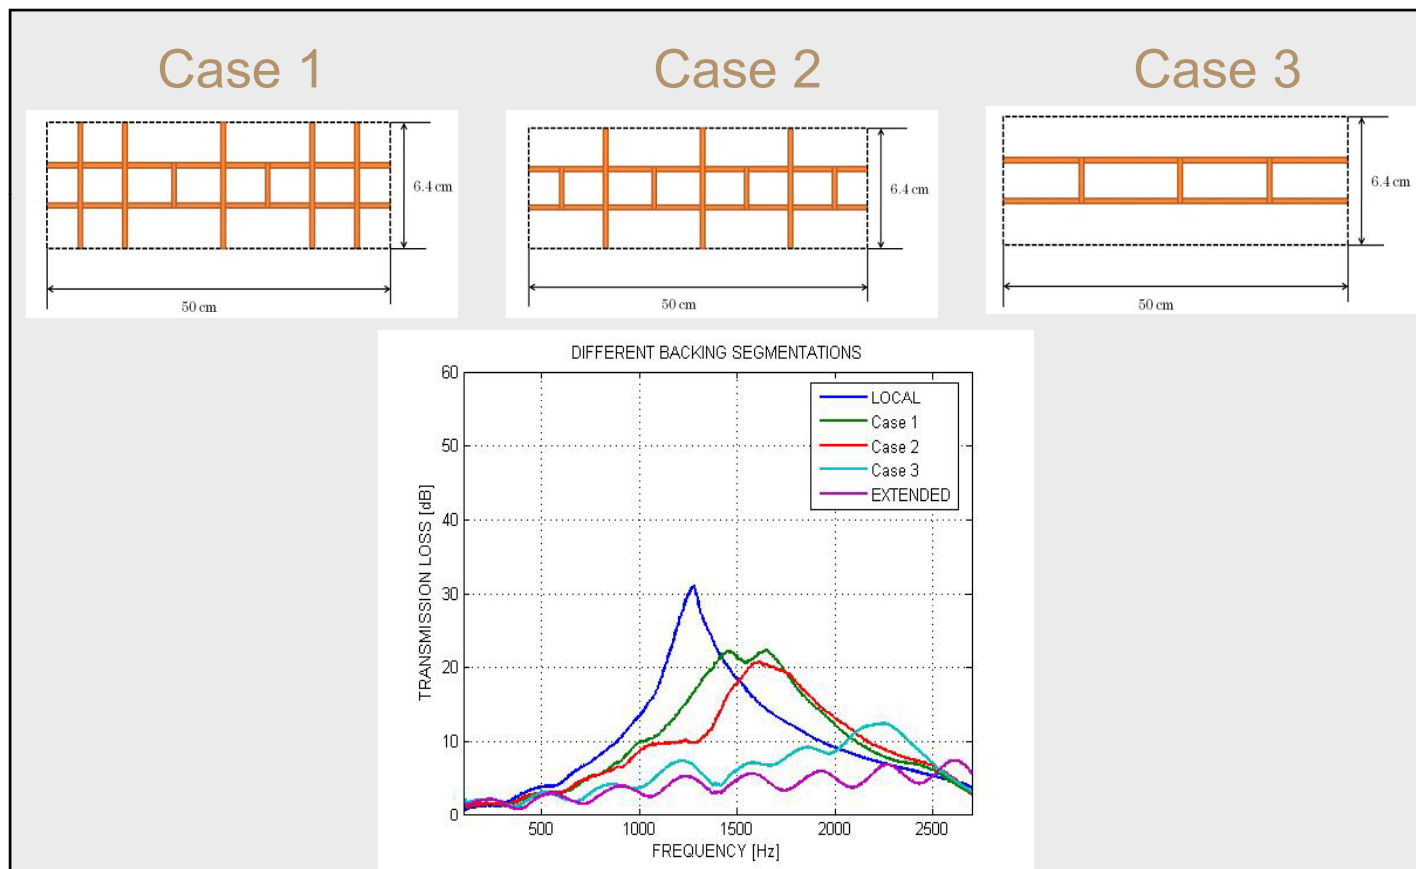 Case 1
Case 2
Case 3
6.4 cm
50 cm
6.4 cm
50 cm
6.4 cm
50 cm
DIFFERENT BACKING SEGMENTATIONS
TRANSMISSION LOSS [dB]
60
50
40
30
20
10
0
LOCAL
Case 1
Case 2
Case 3
EXTENDED
500
1000
1500
2000
2500
FREQUENCY [Hz]